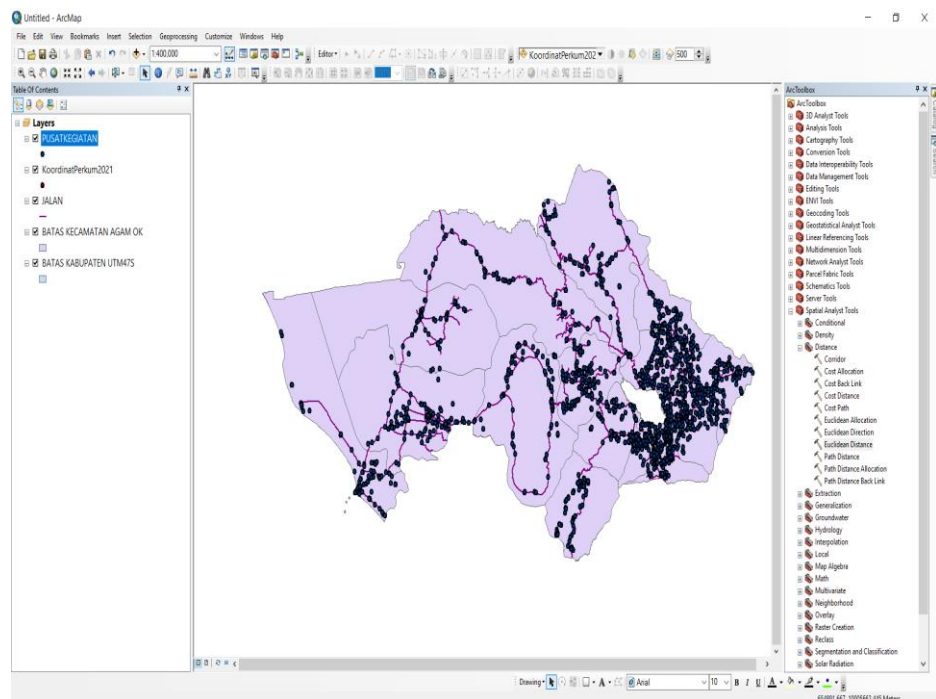 Untitled - ArcMap
File Edit View Bookmarks Insert Selection Geoprocessing Customize Windows Help
1:400,000 Editor KoordinatPerkum202 500
Table Of Contents
Layers
PUSATKEGIATAN
KoordinatPerkum2021
JALAN
BATAS KECAMATAN AGAM OK
BATAS KABUPATEN UTM47S
ArcToolbox
ArcToolbox
3D Analyst Tools
Analysis Tools
Cartography Tools
Conversion Tools
Data Interoperability Tools
Data Management Tools
Editing Tools
ENVI Tools
Geocoding Tools
Geostatistical Analyst Tools
Linear Referencing Tools
Multidimension Tools
Network Analyst Tools
Parcel Fabric Tools
Schematics Tools
Server Tools
Spatial Analyst Tools
Conditional
Density
Distance
Corridor
Cost Allocation
Cost Back Link
Cost Distance
Cost Path
Euclidean Allocation
Euclidean Direction
Euclidean Distance
Path Distance
Path Distance Allocation
Path Distance Back Link
Extraction
Generalization
Groundwater
Hydrology
Interpolation
Local
Map Algebra
Math
Multivariate
Neighborhood
Overlay
Raster Creation
Reclass
Segmentation and Classification
Solar Radiation
Drawing Arial 10 B I U A